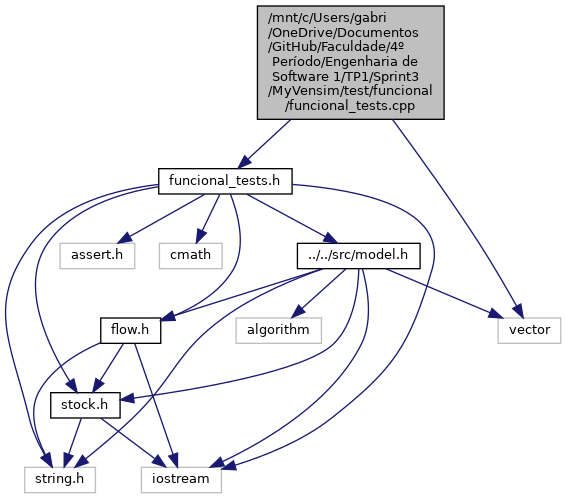 /mnt/c/Users/gabri
/OneDrive/Documentos
/GitHub/Faculdade/4º
Período/Engenharia de
Software 1/TP1/Sprint3
/MyVensim/test/funcional
/funcional_tests.cpp
funcional_tests.h
assert.h
cmath
../../src/model.h
flow.h
algorithm
vector
stock.h
string.h
iostream